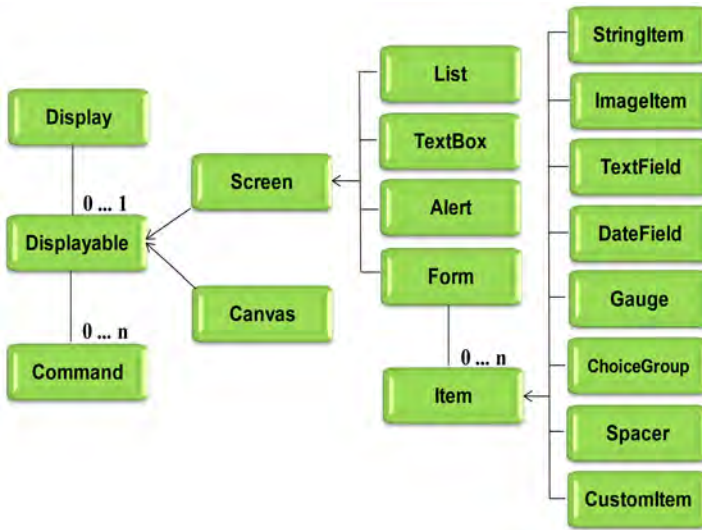 Display
0 ... 1
Displayable
0 ... n
Command
Screen
Canvas
List
TextBox
Alert
Form
0 ... n
Item
StringItem
ImageItem
TextField
DateField
Gauge
ChoiceGroup
Spacer
CustomItem